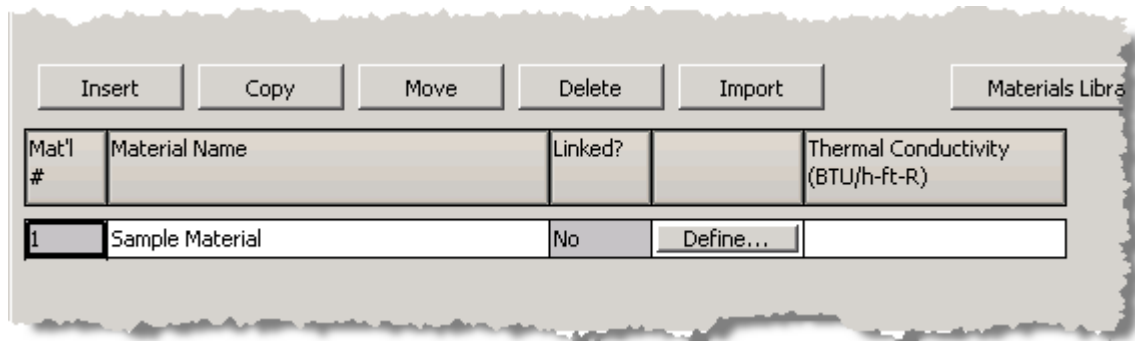 Insert Copy Move Delete Import Materials Libra
Mat'l Material Name Linked? Thermal Conductivity
# (BTU/h-ft-R)
1 Sample Material No Define...